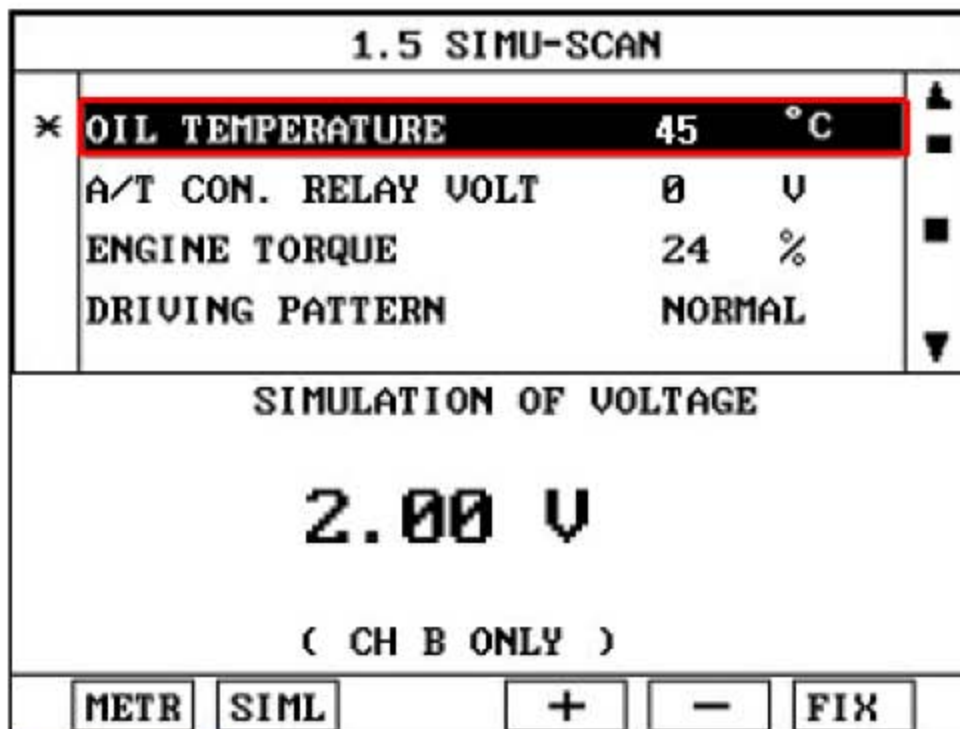 1.5 SIMU-SCAN
* OIL TEMPERATURE 45 °C
A/T CON. RELAY VOLT 0 V
ENGINE TORQUE 24 %
DRIVING PATTERN NORMAL
SIMULATION OF VOLTAGE
2.00 V
( CH B ONLY )
METR SIML + - FIX